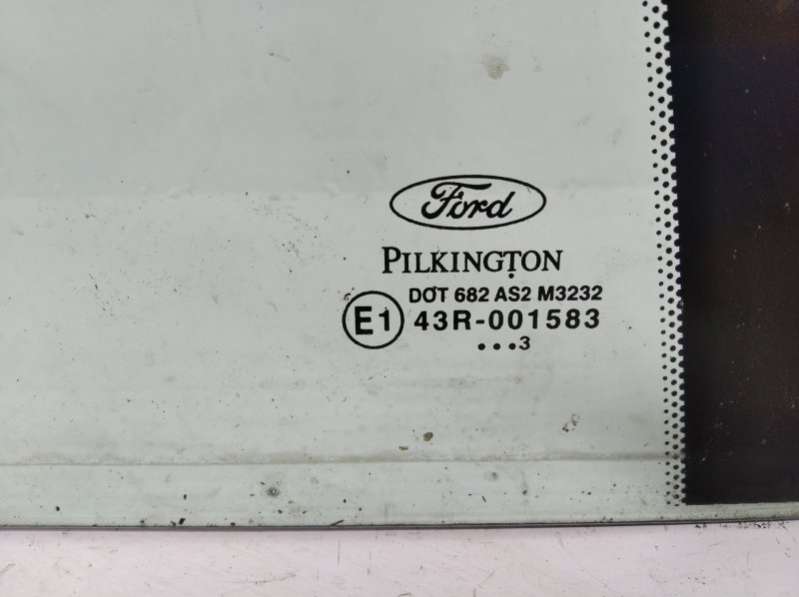 Ford
PILKINGTON
DOT 682 AS2 M3232
E1 43R-001583
...3